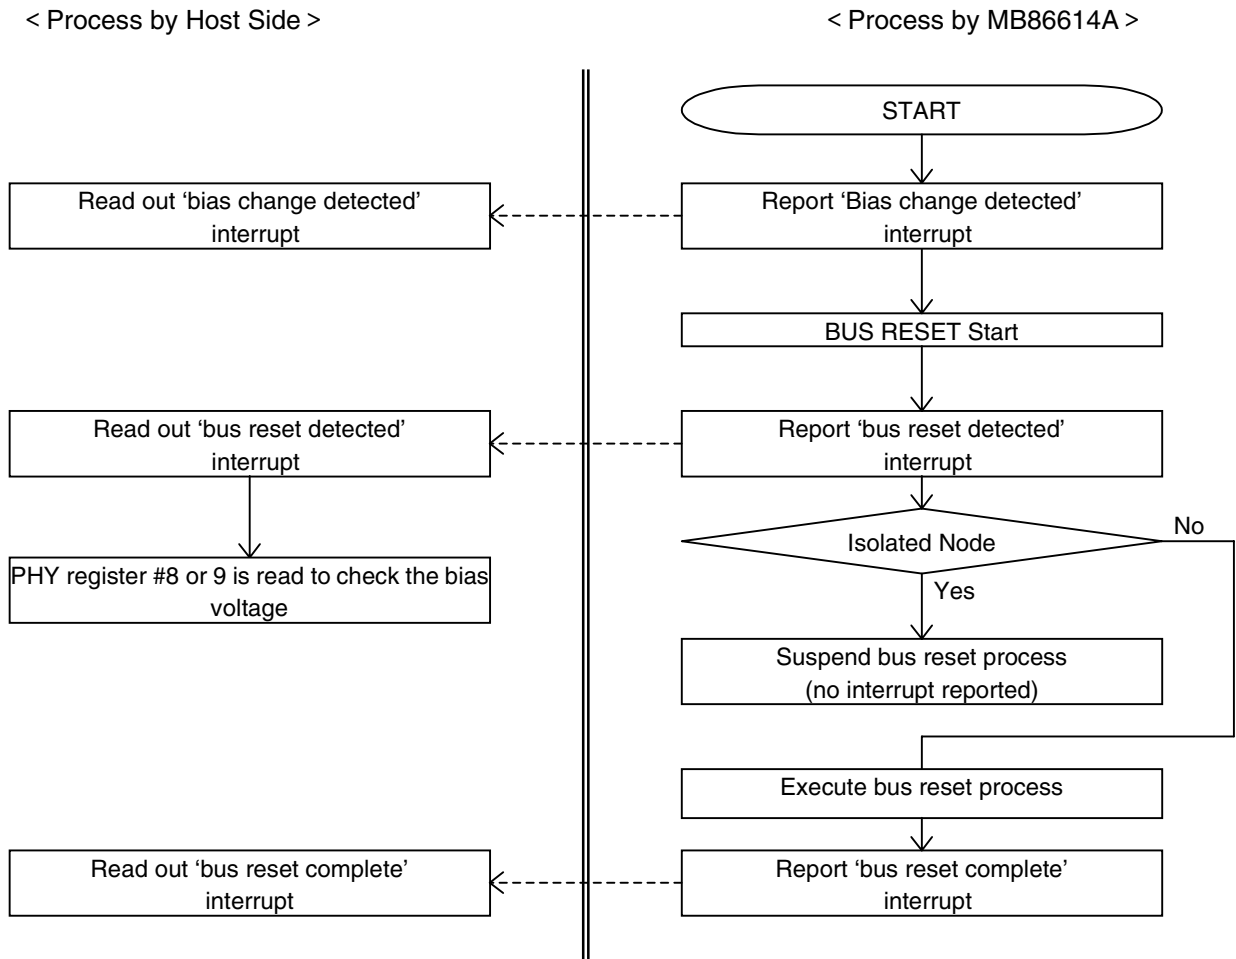 < Process by Host Side >
< Process by MB86614A >
START
Read out ‘bias change detected’
interrupt
Report ‘Bias change detected’
interrupt
BUS RESET Start
Read out ‘bus reset detected’
interrupt
Report ‘bus reset detected’
interrupt
Isolated Node
No
Yes
PHY register #8 or 9 is read to check the bias
voltage
Suspend bus reset process
(no interrupt reported)
Execute bus reset process
Read out ‘bus reset complete’
interrupt
Report ‘bus reset complete’
interrupt